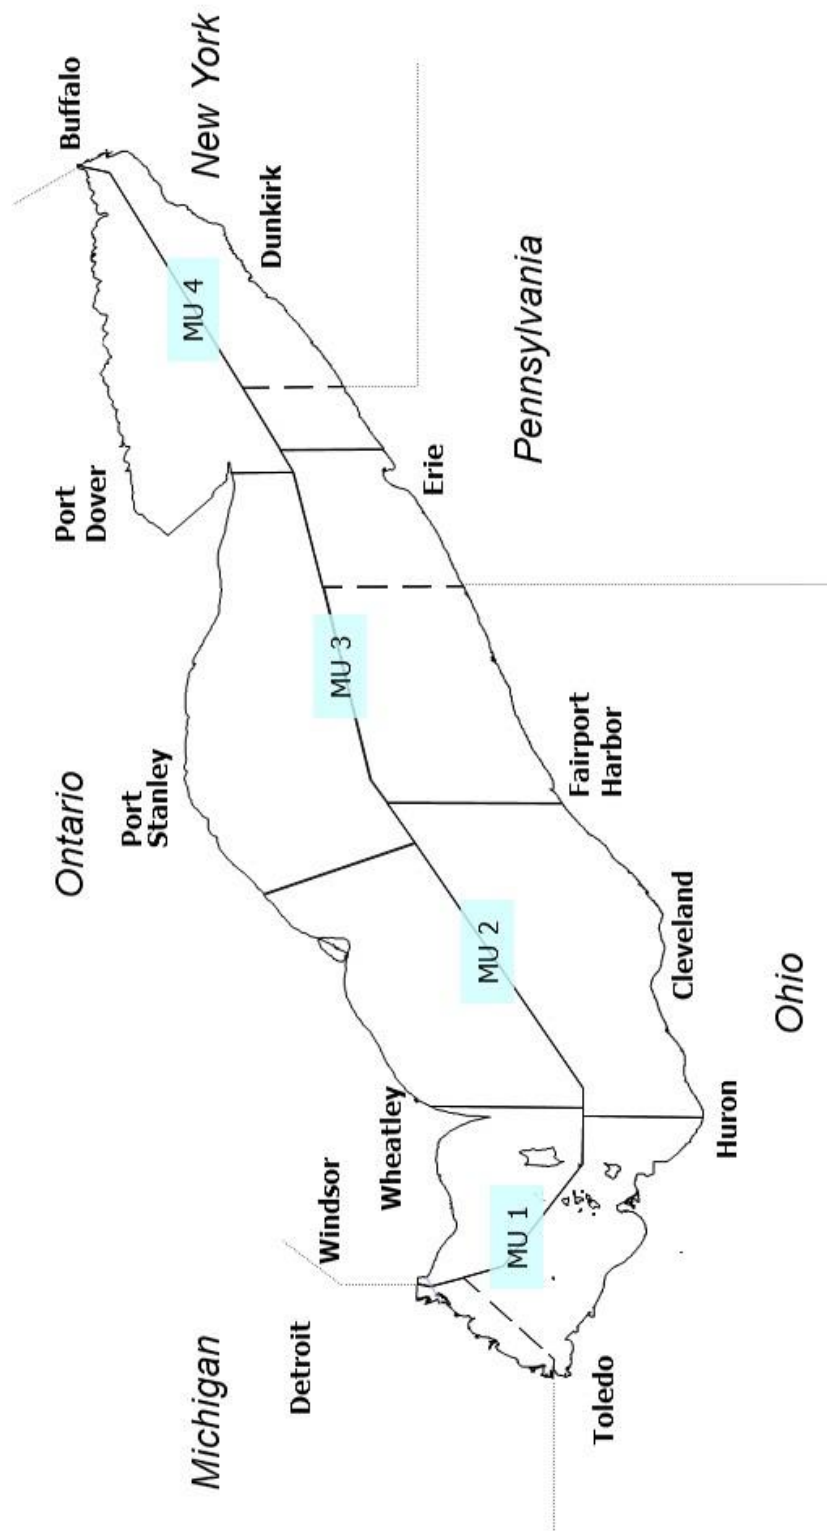 Michigan
Ontario
New York
Pennsylvania
Ohio
Detroit
Windsor
Wheatley
Port
Stanley
Port
Dover
Buffalo
Dunkirk
Erie
Fairport
Harbor
Cleveland
Huron
Toledo
MU 1
MU 2
MU 3
MU 4